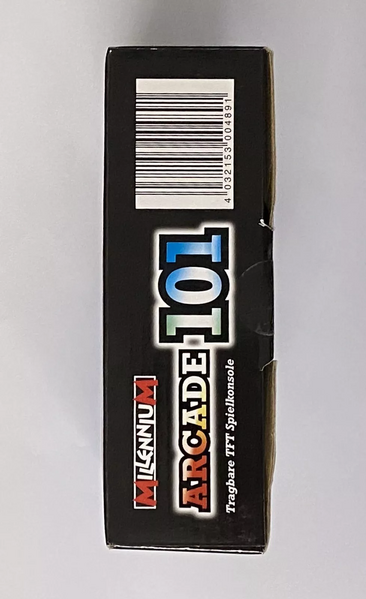 MILLENNIUM
ARCADE 101
Tragbare TFT Spielkonsole
4 032153 004891